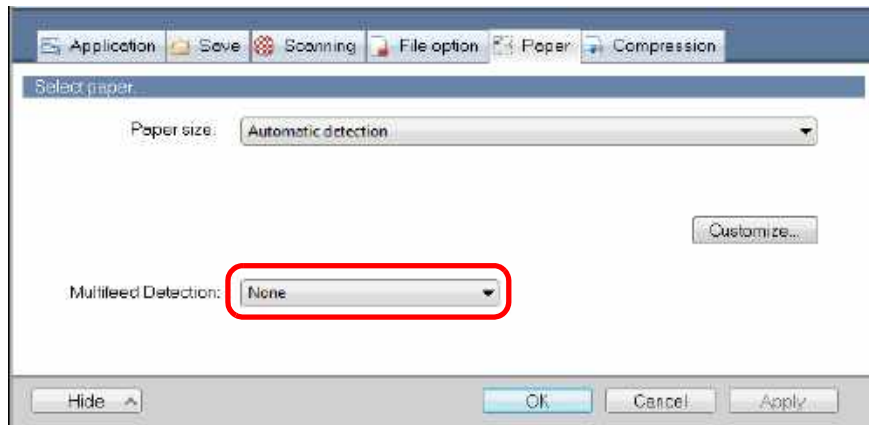 Application Save Scanning File option Paper Compression
Select paper...
Paper size: Automatic detection
Customize...
Multifeed Detection: None
Hide OK Cancel Apply